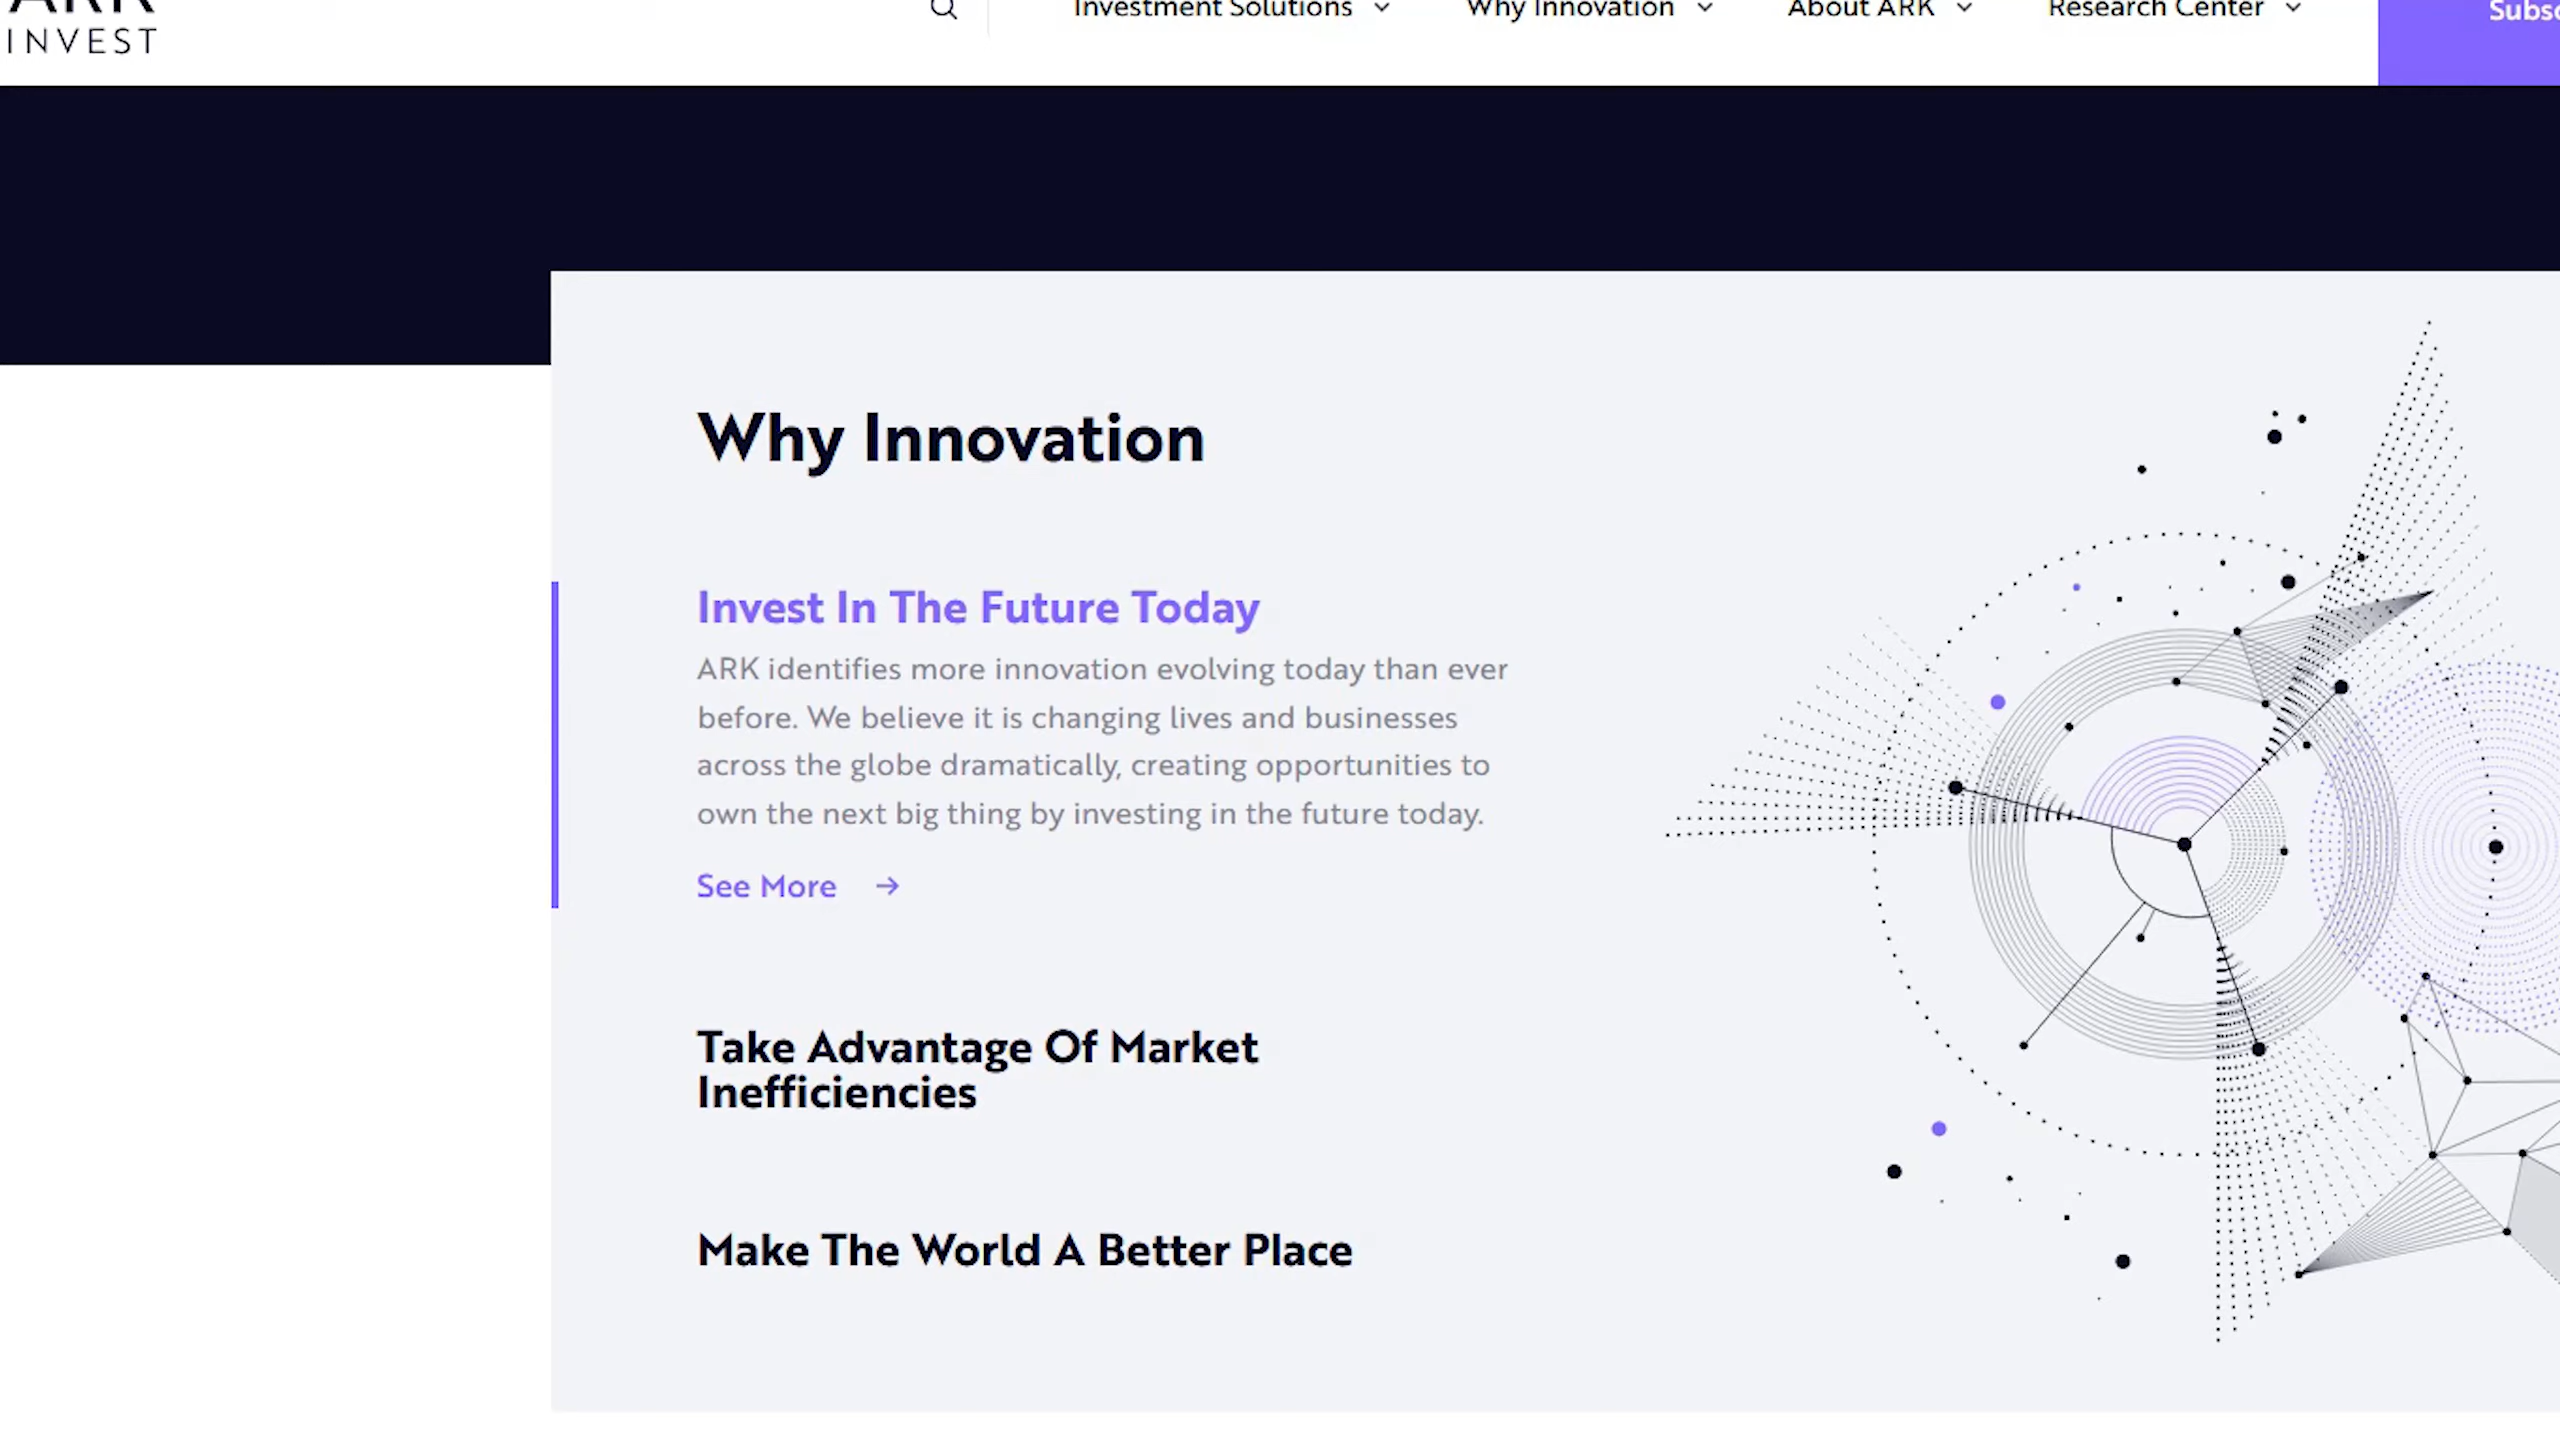 ARK
INVEST
Investment Solutions
Why Innovation
About ARK
Research Center
Why Innovation
Invest In The Future Today
ARK identifies more innovation evolving today than ever
before. We believe it is changing lives and businesses
across the globe dramatically, creating opportunities to
own the next big thing by investing in the future today.
See More
Take Advantage Of Market
Inefficiencies
Make The World A Better Place